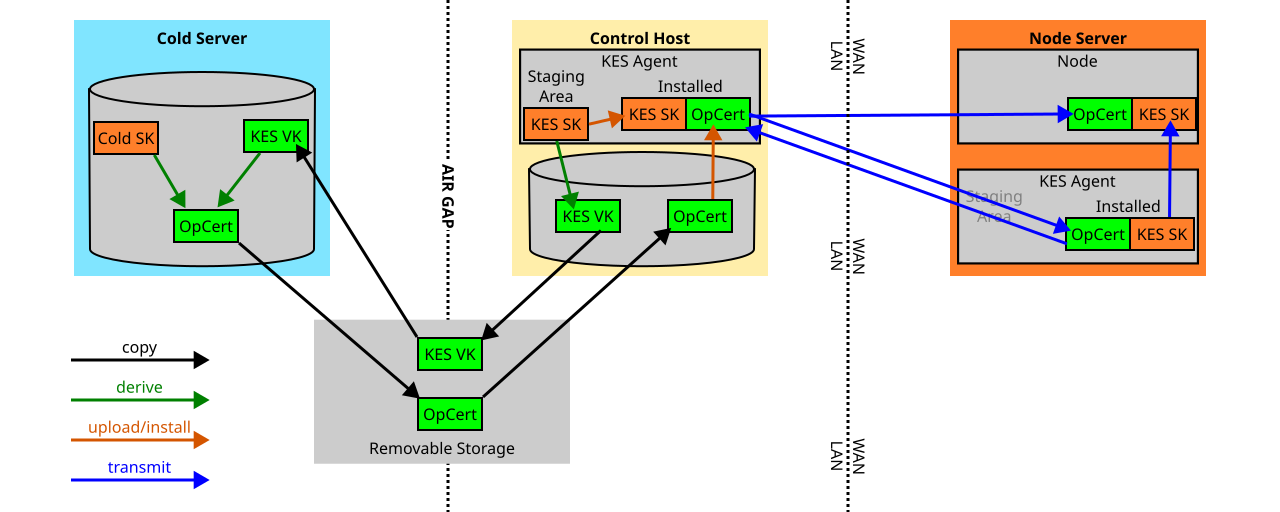 Cold Server
Cold SK
KES VK
OpCert
AIR GAP
Control Host
KES Agent
Staging
Area
Installed
KES SK
KES SK
OpCert
KES VK
OpCert
WAN
LAN
WAN
LAN
WAN
LAN
Node Server
Node
OpCert
KES SK
KES Agent
Staging
Area
Installed
OpCert
KES SK
KES VK
OpCert
Removable Storage
copy
derive
upload/install
transmit